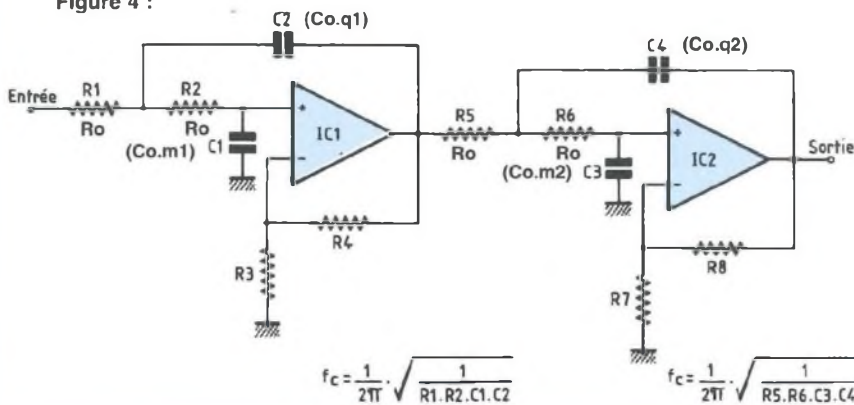 Figure 4 :
C2 (Co.q1)
C4 (Co.q2)
Entrée R1 R2 IC1 R5 R6 IC2 Sortie
Ro Ro Ro Ro
+ +
- -
(Co.m1) C1 (Co.m2) C3
R4 R8
R3 R7
fc = 1/2π . √ 1/R1.R2.C1.C2
fc = 1/2π . √ 1/R5.R6.C3.C4